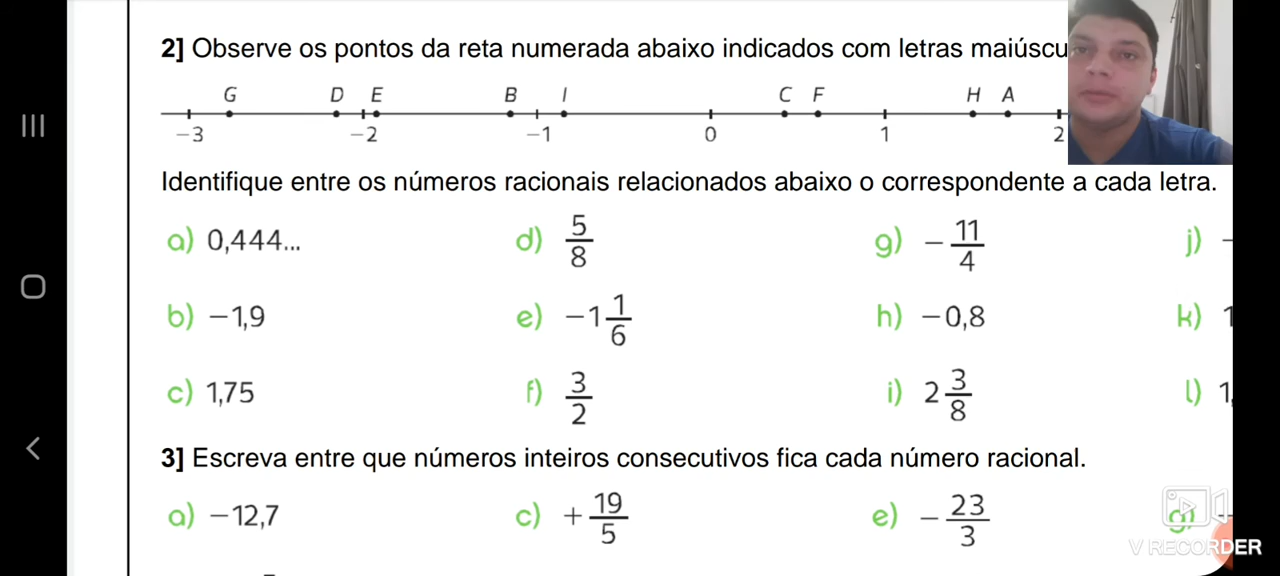 2] Observe os pontos da reta numerada abaixo indicados com letras
G D E B I C F H A
−3 −2 −1 0 1 2
Identifique entre os números racionais relacionados abaixo o correspondente a cada letra.
a) 0,444... d) 5/8 g) −11/4 j) −
b) −1,9 e) −1 1/6 h) −0,8 k) 1
c) 1,75 f) 3/2 i) 2 3/8 l) 1,
3] Escreva entre que números inteiros consecutivos fica cada número racional.
a) −12,7 c) +19/5 e) −23/3 g)
V RECORDER